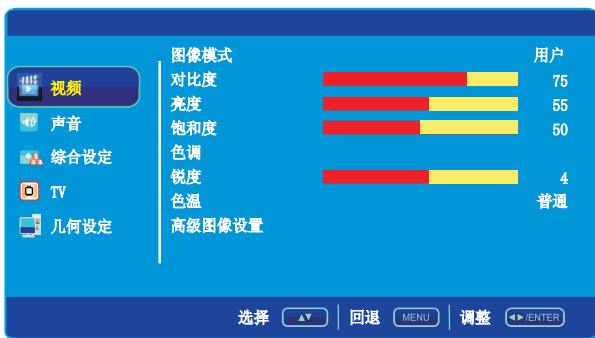 视频
声音
综合设定
TV
几何设定
图像模式 用户
对比度 75
亮度 55
饱和度 50
色调
锐度 4
色温 普通
高级图像设置
选择 ▲▼ 回退 MENU 调整 ◀▶/ENTER